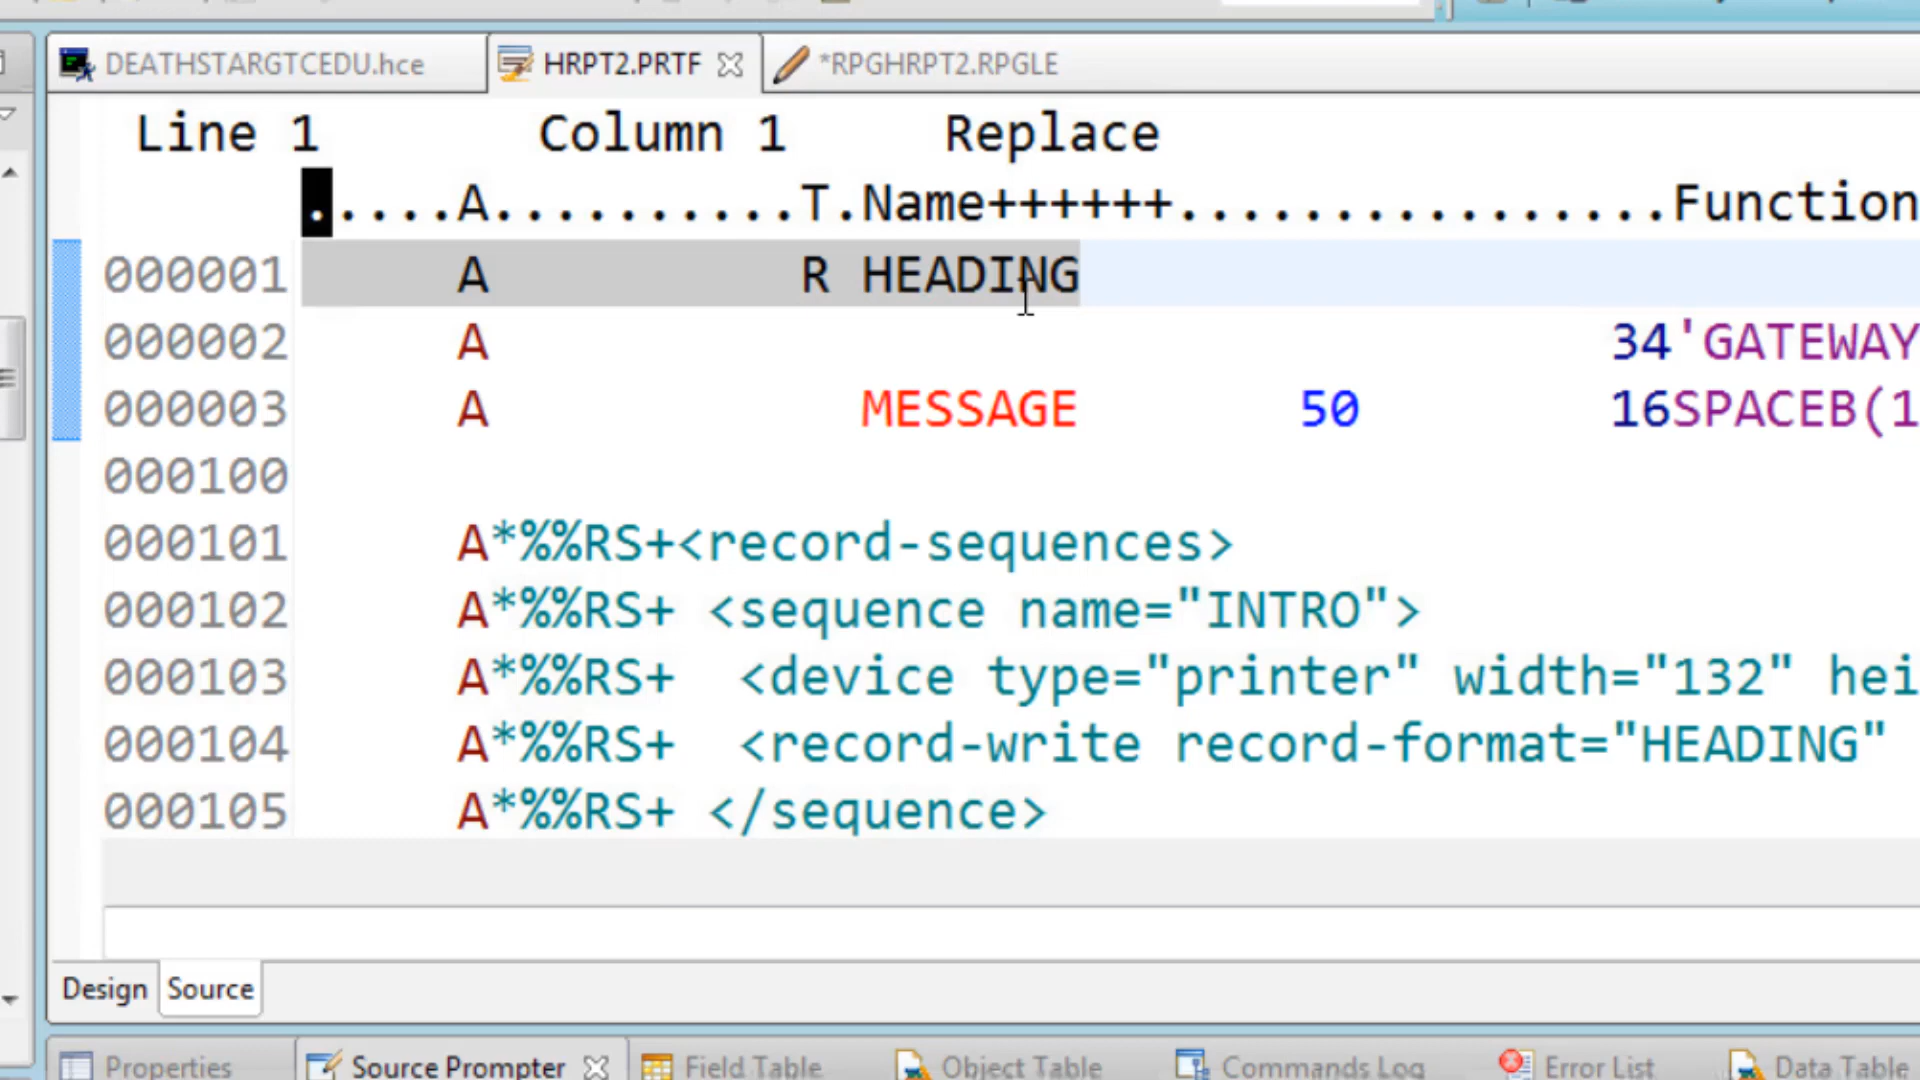 DEATHSTARGTCEDU.hce HRPT2.PRTF *RPGHRPT2.RPGLE
Line 1 Column 1 Replace
.....A..........T.Name++++++................Function
000001 A R HEADING
000002 A 34'GATEWAY
000003 A MESSAGE 50 16SPACEB(1
000100
000101 A*%%RS+<record-sequences>
000102 A*%%RS+ <sequence name="INTRO">
000103 A*%%RS+ <device type="printer" width="132" hei
000104 A*%%RS+ <record-write record-format="HEADING"
000105 A*%%RS+ </sequence>
Design Source
Properties Source Prompter Field Table Object Table Commands Log Error List Data Table